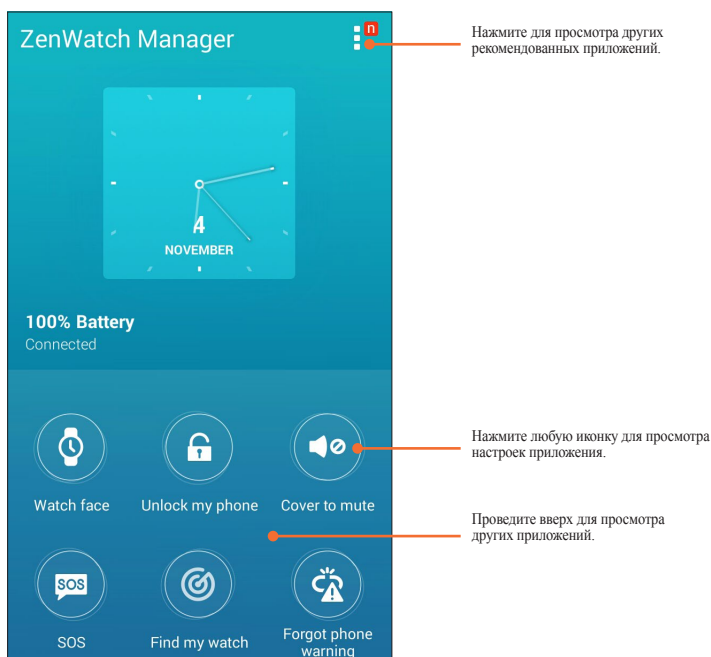 ZenWatch Manager
n
Нажмите для просмотра других
рекомендованных приложений.
4
NOVEMBER
100% Battery
Connected
Нажмите любую иконку для просмотра
настроек приложения.
Watch face
Unlock my phone
Cover to mute
Проведите вверх для просмотра
других приложений.
SOS
SOS
Find my watch
Forgot phone
warning